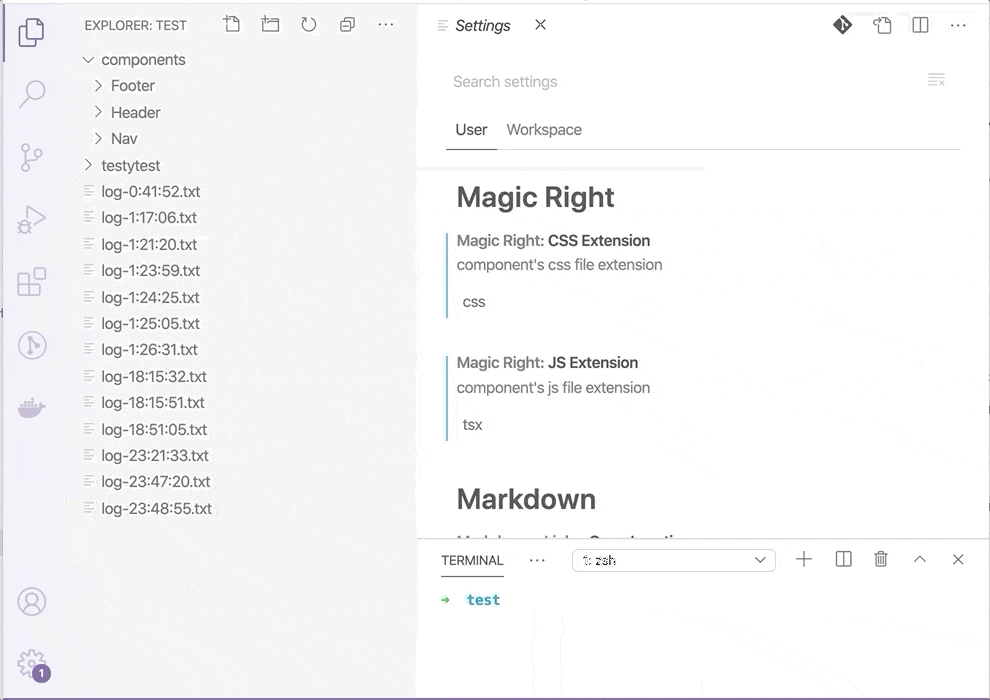 EXPLORER: TEST
components
Footer
Header
Nav
testytest
log-0:41:52.txt
log-1:17:06.txt
log-1:21:20.txt
log-1:23:59.txt
log-1:24:25.txt
log-1:25:05.txt
log-1:26:31.txt
log-18:15:32.txt
log-18:15:51.txt
log-18:51:05.txt
log-23:21:33.txt
log-23:47:20.txt
log-23:48:55.txt
1
Settings
Search settings
User Workspace
Magic Right
Magic Right: CSS Extension
component's css file extension
css
Magic Right: JS Extension
component's js file extension
tsx
Markdown
TERMINAL
1: zsh
test